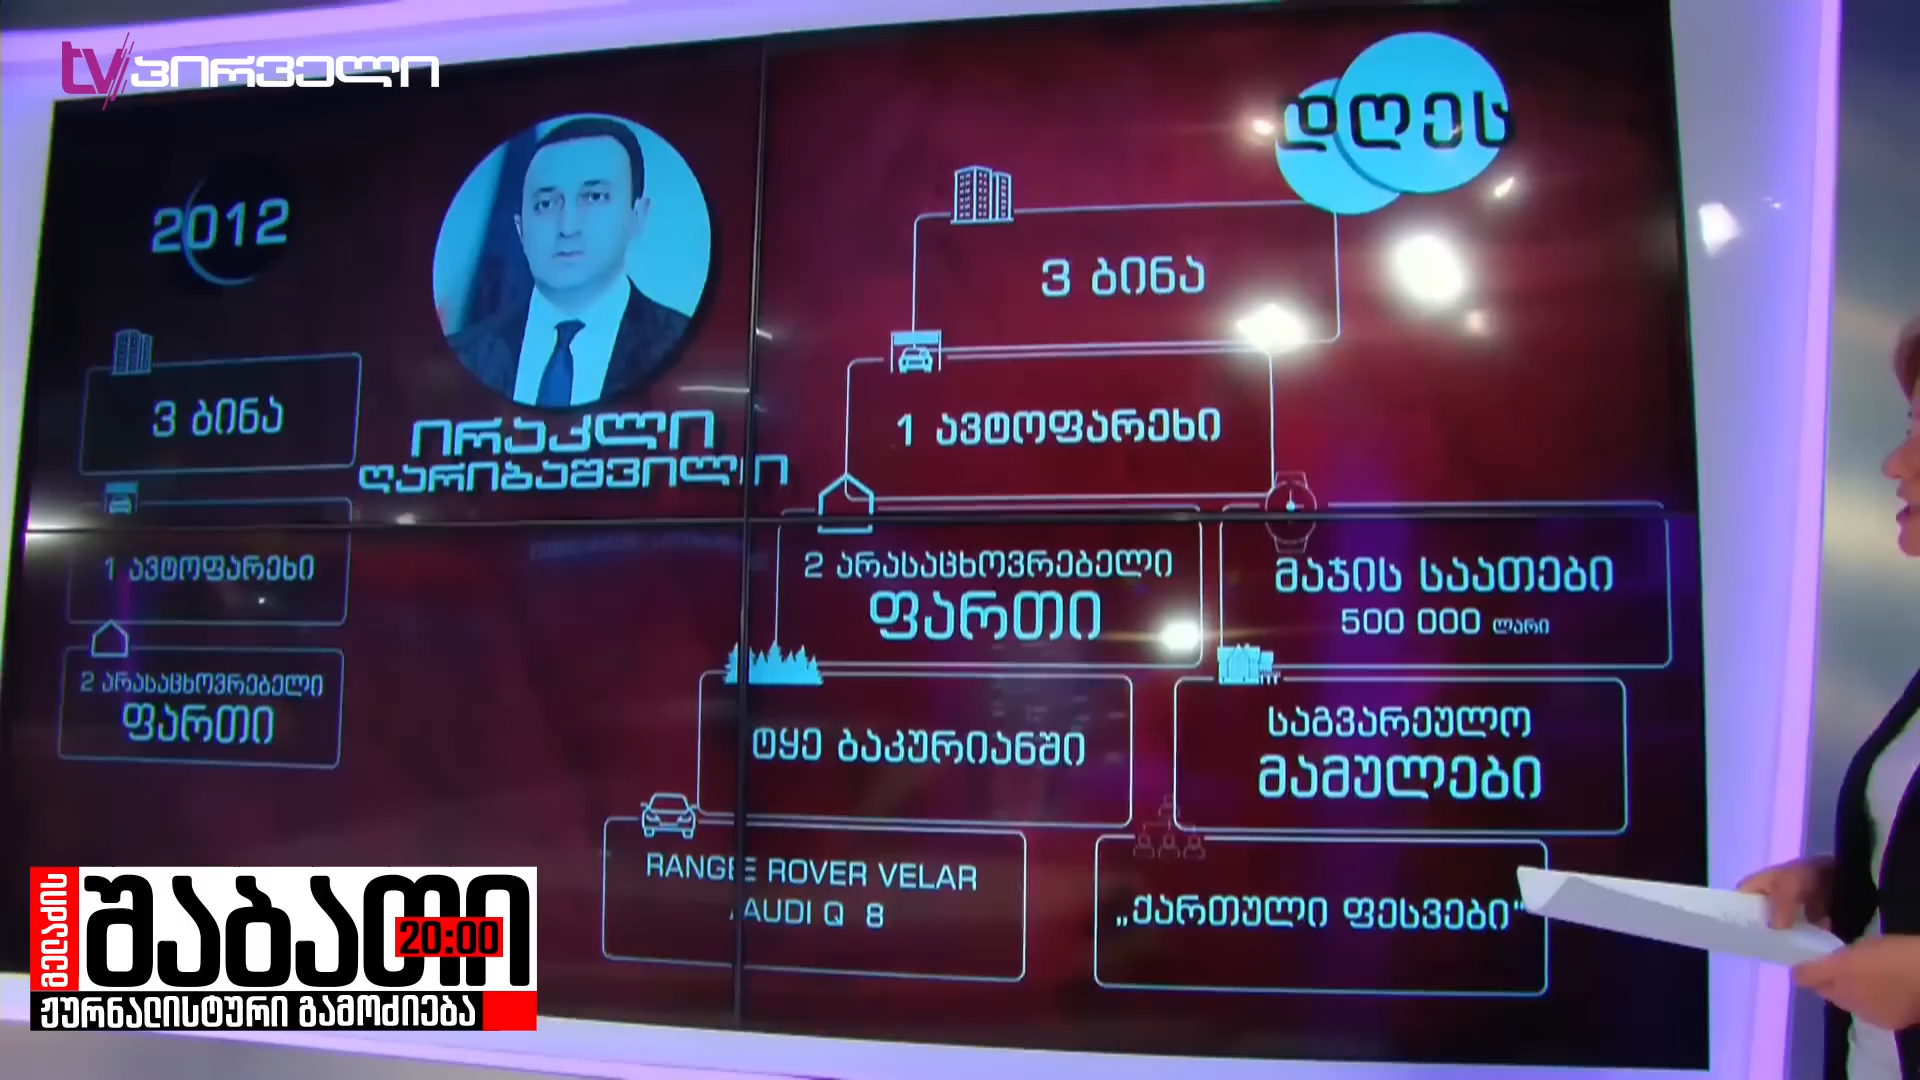 tv პირველი
2012
3 ბინა
1 ავტოფარეხი
2 არასაცხოვრებელი
ფართი
ირაკლი
ღარიბაშვილი
დღეს
3 ბინა
1 ავტოფარეხი
2 არასაცხოვრებელი
ფართი
მაჯის საათები
500 000 ლარი
ტყე ბაკურიანში
საგვარეულო
მამულები
RANGE ROVER VELAR
AUDI Q 8
„ქართული ფესვები“
მელაძის
შაბათი
20:00
ჟურნალისტური გამოძიება